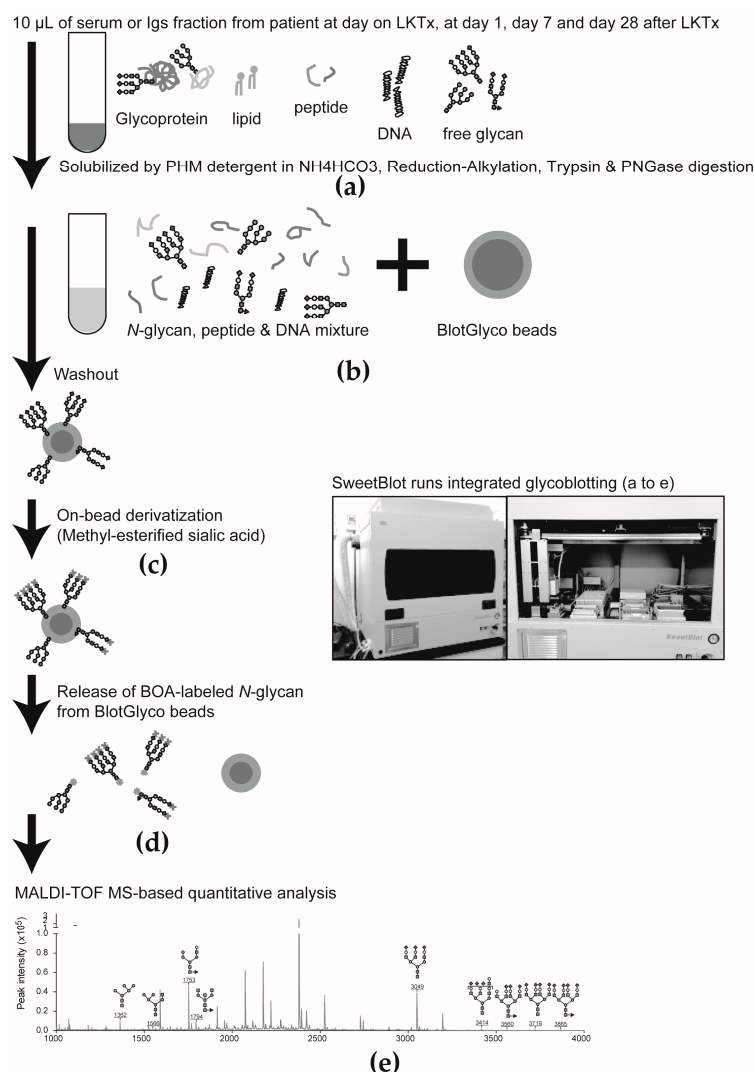 10 µL of serum or Igs fraction from patient at day on LKTx, at day 1, day 7 and day 28 after LKTx
Glycoprotein
lipid
peptide
DNA
free glycan
Solubilized by PHM detergent in NH4HCO3, Reduction-Alkylation, Trypsin & PNGase digestion
(a)
N-glycan, peptide & DNA mixture
BlotGlyco beads
(b)
Washout
SweetBlot runs integrated glycoblotting (a to e)
On-bead derivatization
(Methyl-esterified sialic acid)
(c)
SweetBlot
Release of BOA-labeled N-glycan
from BlotGlyco beads
(d)
MALDI-TOF MS-based quantitative analysis
Peak intensity (x10⁵)
3
2
1
1.0
0.8
0.6
0.4
0.2
0.0
1362
1566
1753
1794
3049
3414
3560
3719
3865
1000
1500
2000
2500
3000
3500
4000
(e)